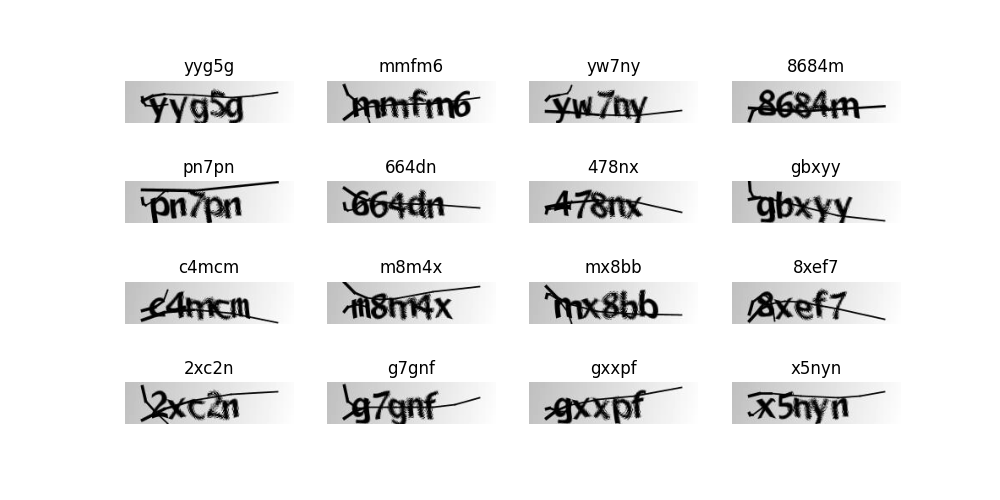 yyg5g mmfm6 yw7ny 8684m
yyg5g mmfm6 yw7ny 8684m
pn7pn 664dn 478nx gbxyy
pn7pn 664dn 478nx gbxyy
c4mcm m8m4x mx8bb 8xef7
c4mcm m8m4x mx8bb 8xef7
2xc2n g7gnf gxxpf x5nyn
2xc2n g7gnf gxxpf x5nyn